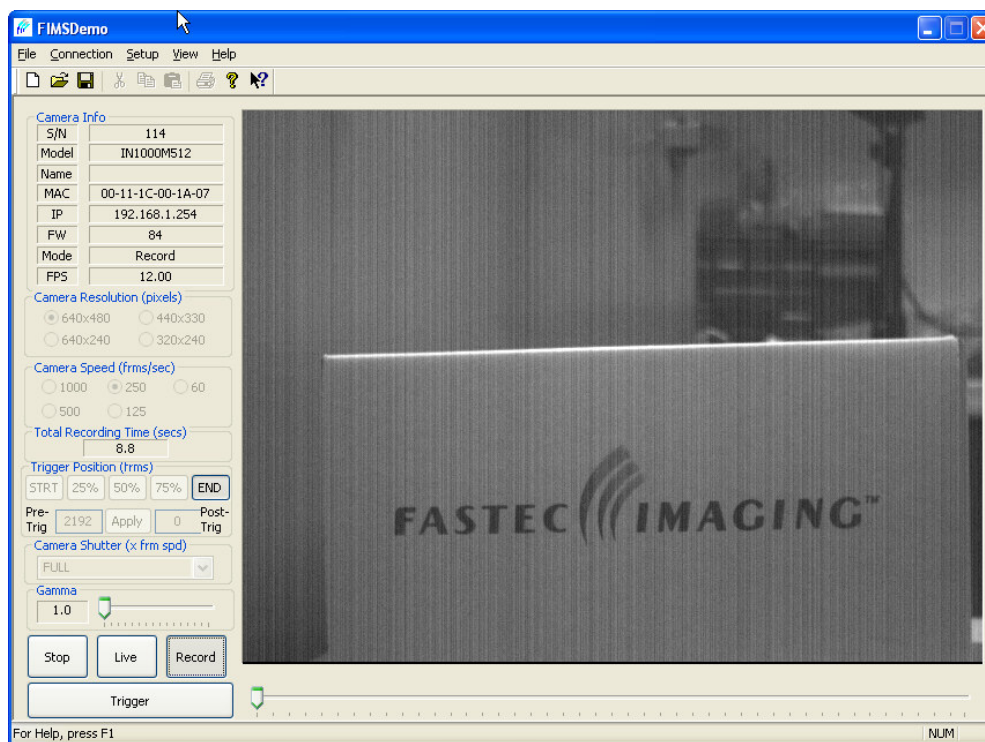 FIMSDemo
File Connection Setup View Help
Camera Info
S/N 114
Model IN1000M512
Name
MAC 00-11-1C-00-1A-07
IP 192.168.1.254
FW 84
Mode Record
FPS 12.00
Camera Resolution (pixels)
640x480 440x330
640x240 320x240
Camera Speed (frms/sec)
1000 250 60
500 125
Total Recording Time (secs)
8.8
Trigger Position (frms)
STRT 25% 50% 75% END
Pre-Trig 2192 Apply 0 Post-Trig
Camera Shutter (x frm spd)
FULL
Gamma
1.0
Stop Live Record
Trigger
FASTEC IMAGING™
For Help, press F1 NUM